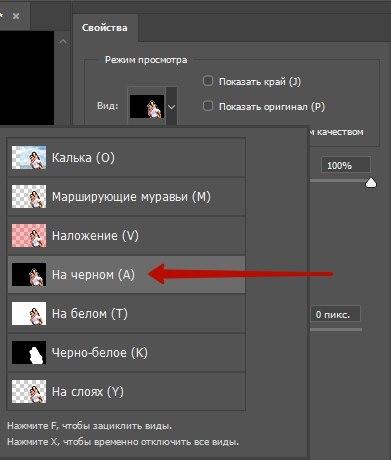 Свойства
Режим просмотра
Показать край (J)
Вид:
Показать оригинал (P)
м качеством
Калька (O)
100%
Марширующие муравьи (M)
Наложение (V)
На черном (A)
На белом (T)
0 пикс.
Черно-белое (K)
На слоях (Y)
Нажмите F, чтобы зациклить виды.
Нажмите X, чтобы временно отключить все виды.